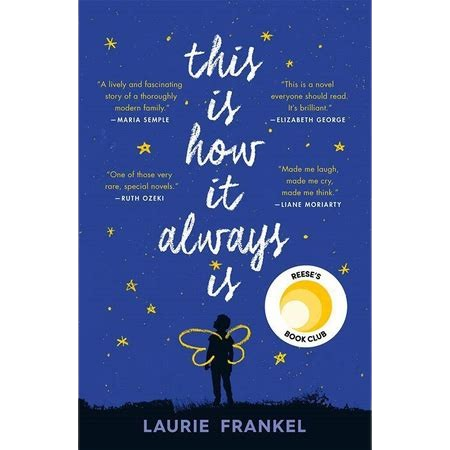 this
is
how
it
always
is
“A lively and fascinating
story of a thoroughly
modern family.”
—MARIA SEMPLE
“This is a novel
everyone should read.
It’s brilliant.”
—ELIZABETH GEORGE
“One of those very
rare, special novels.”
—RUTH OZEKI
“Made me laugh,
made me cry,
made me think.”
—LIANE MORIARTY
REESE’S
BOOK CLUB
LAURIE FRANKEL